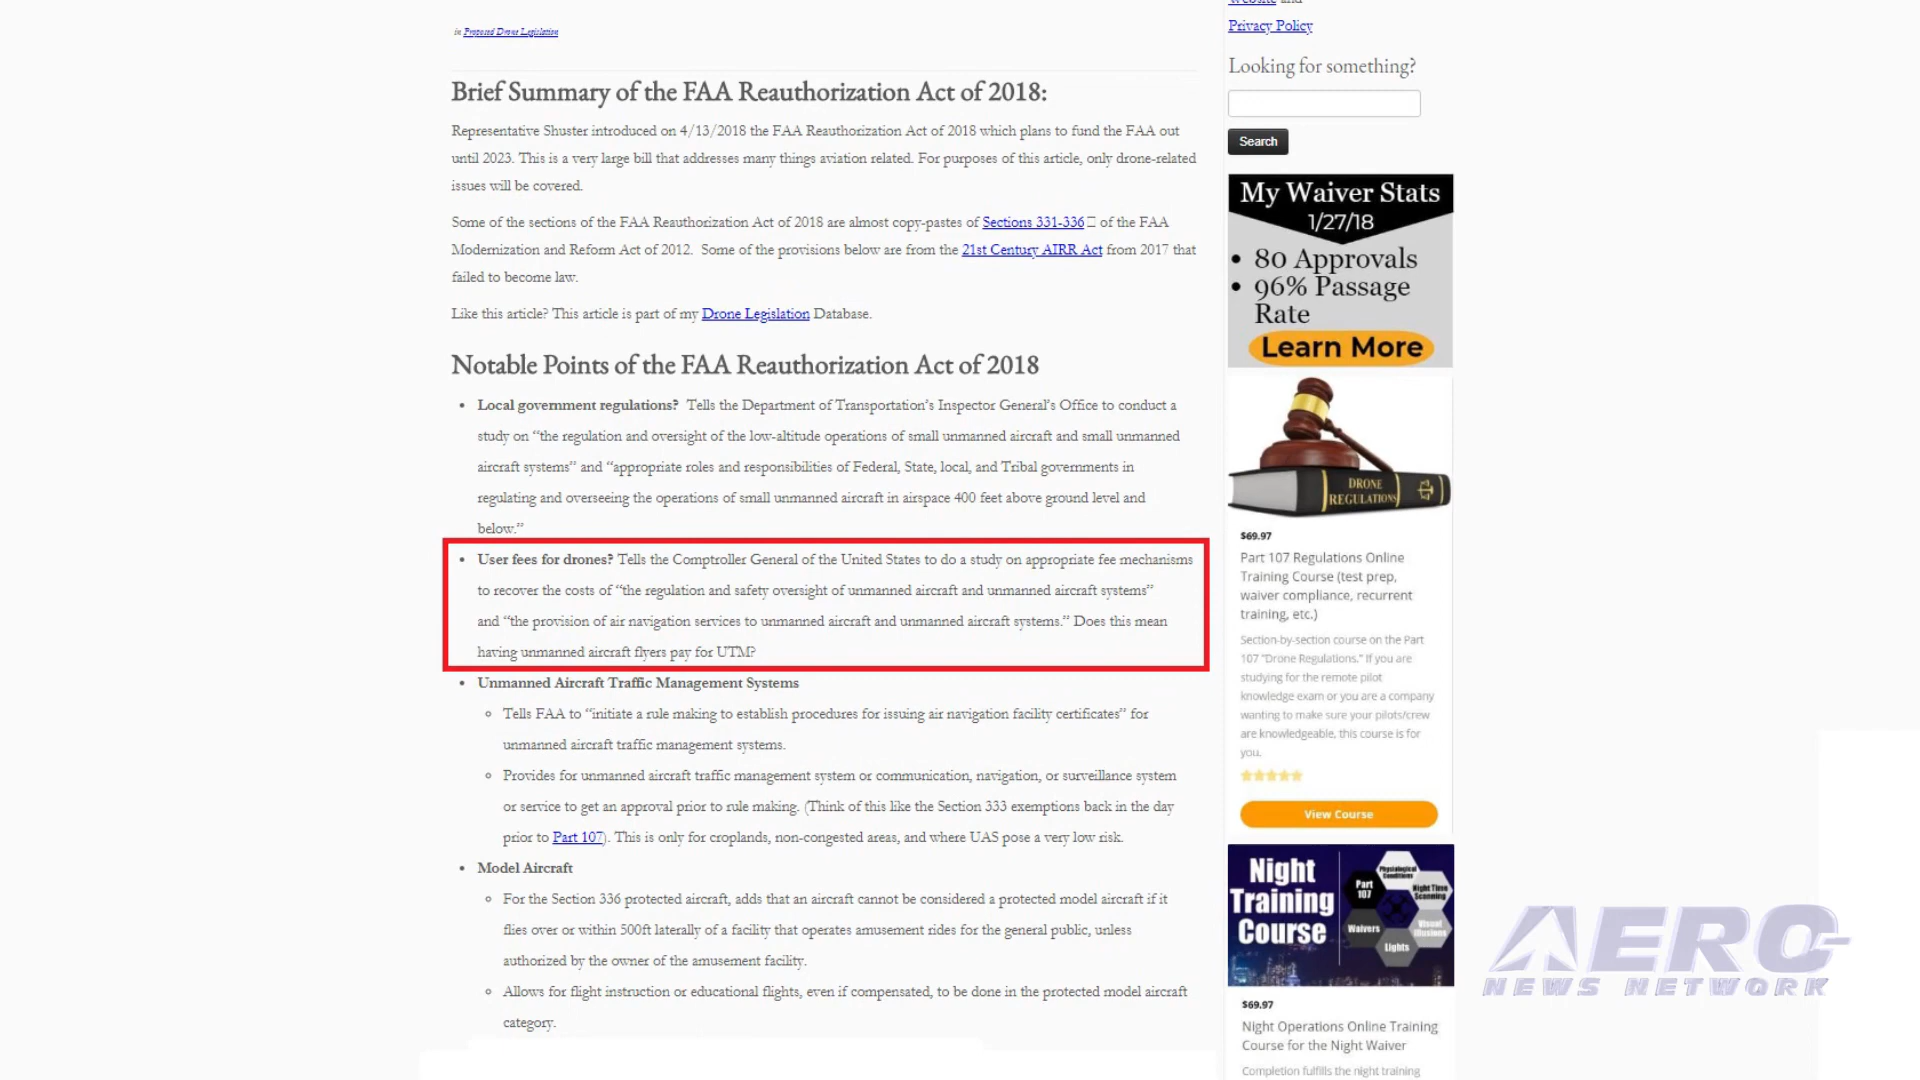 in Proposed Drone Legislation
Brief Summary of the FAA Reauthorization Act of 2018:
Representative Shuster introduced on 4/13/2018 the FAA Reauthorization Act of 2018 which plans to fund the FAA out
until 2023. This is a very large bill that addresses many things aviation related. For purposes of this article, only drone-related
issues will be covered.
Some of the sections of the FAA Reauthorization Act of 2018 are almost copy-pastes of Sections 331-336 of the FAA
Modernization and Reform Act of 2012.  Some of the provisions below are from the 21st Century AIRR Act from 2017 that
failed to become law.
Like this article? This article is part of my Drone Legislation Database.
Notable Points of the FAA Reauthorization Act of 2018
• Local government regulations?  Tells the Department of Transportation’s Inspector General’s Office to conduct a
study on “the regulation and oversight of the low-altitude operations of small unmanned aircraft and small unmanned
aircraft systems” and “appropriate roles and responsibilities of Federal, State, local, and Tribal governments in
regulating and overseeing the operations of small unmanned aircraft in airspace 400 feet above ground level and
below.”
• User fees for drones? Tells the Comptroller General of the United States to do a study on appropriate fee mechanisms
to recover the costs of “the regulation and safety oversight of unmanned aircraft and unmanned aircraft systems”
and “the provision of air navigation services to unmanned aircraft and unmanned aircraft systems.” Does this mean
having unmanned aircraft flyers pay for UTM?
• Unmanned Aircraft Traffic Management Systems
◦ Tells FAA to “initiate a rule making to establish procedures for issuing air navigation facility certificates” for
unmanned aircraft traffic management systems.
◦ Provides for unmanned aircraft traffic management system or communication, navigation, or surveillance system
or service to get an approval prior to rule making. (Think of this like the Section 333 exemptions back in the day
prior to Part 107). This is only for croplands, non-congested areas, and where UAS pose a very low risk.
• Model Aircraft
◦ For the Section 336 protected aircraft, adds that an aircraft cannot be considered a protected model aircraft if it
flies over or within 500ft laterally of a facility that operates amusement rides for the general public, unless
authorized by the owner of the amusement facility.
◦ Allows for flight instruction or educational flights, even if compensated, to be done in the protected model aircraft
category.
Website and
Privacy Policy
Looking for something?
Search
My Waiver Stats
1/27/18
• 80 Approvals
• 96% Passage
Rate
Learn More
DRONE
REGULATIONS
$69.97
Part 107 Regulations Online
Training Course (test prep,
waiver compliance, recurrent
training, etc.)
Section-by-section course on the Part
107 "Drone Regulations." If you are
studying for the remote pilot
knowledge exam or you are a company
wanting to make sure your pilots/crew
are knowledgeable, this course is for
you.
View Course
Night
Training
Course
Part
107
Physiological
Conditions
Night Time
Scanning
Waivers
Visual
Illusions
Lights
$69.97
Night Operations Online Training
Course for the Night Waiver
Completion fulfills the night training
AERO-
NEWS NETWORK